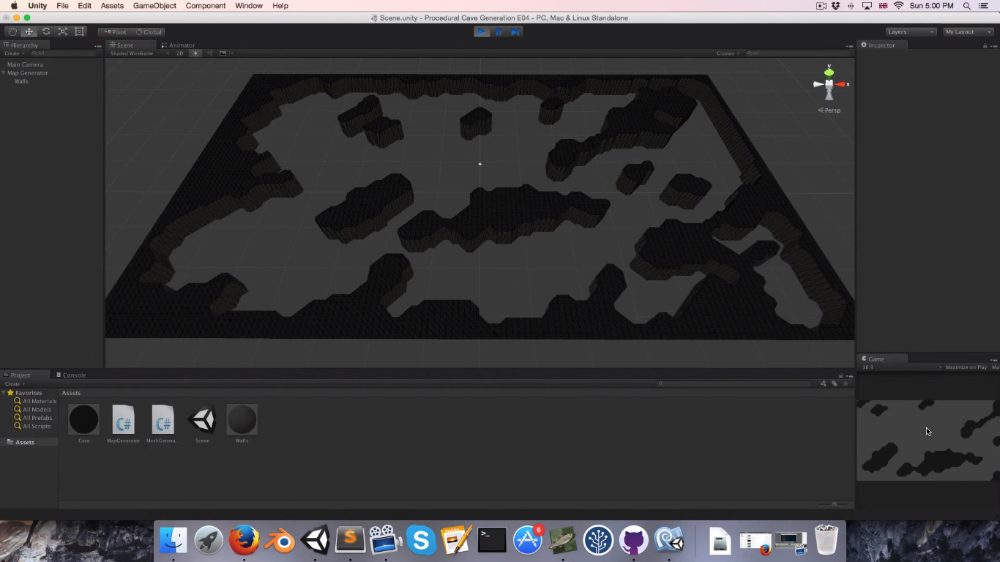 Unity File Edit Assets GameObject Component Window Help Sun 5:00 PM
Scene.unity - Procedural Cave Generation E04 - PC, Mac & Linux Standalone
Pivot Global Layers My Layout
Hierarchy Scene Animator Inspector
Create All Shaded Wireframe 2D Gizmos All
Main Camera
Map Generator
Walls
y
x
Persp
Game
16:9 Maximize on Play
Project Console
Create
Favorites
All Materials
All Models
All Prefabs
All Scripts
Assets
Assets
C# C#
Cave MapGenerator MeshGenera... Scene Walls
6
PAGES
S
>_